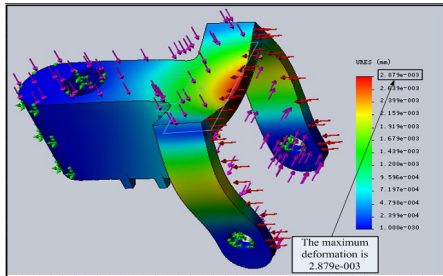 URES (mm)
2.879e-003
2.639e-003
2.399e-003
2.159e-003
1.919e-003
1.679e-003
1.439e-003
1.200e-003
9.596e-004
7.197e-004
4.798e-004
2.399e-004
1.000e-030
The maximum
deformation is
2.879e-003